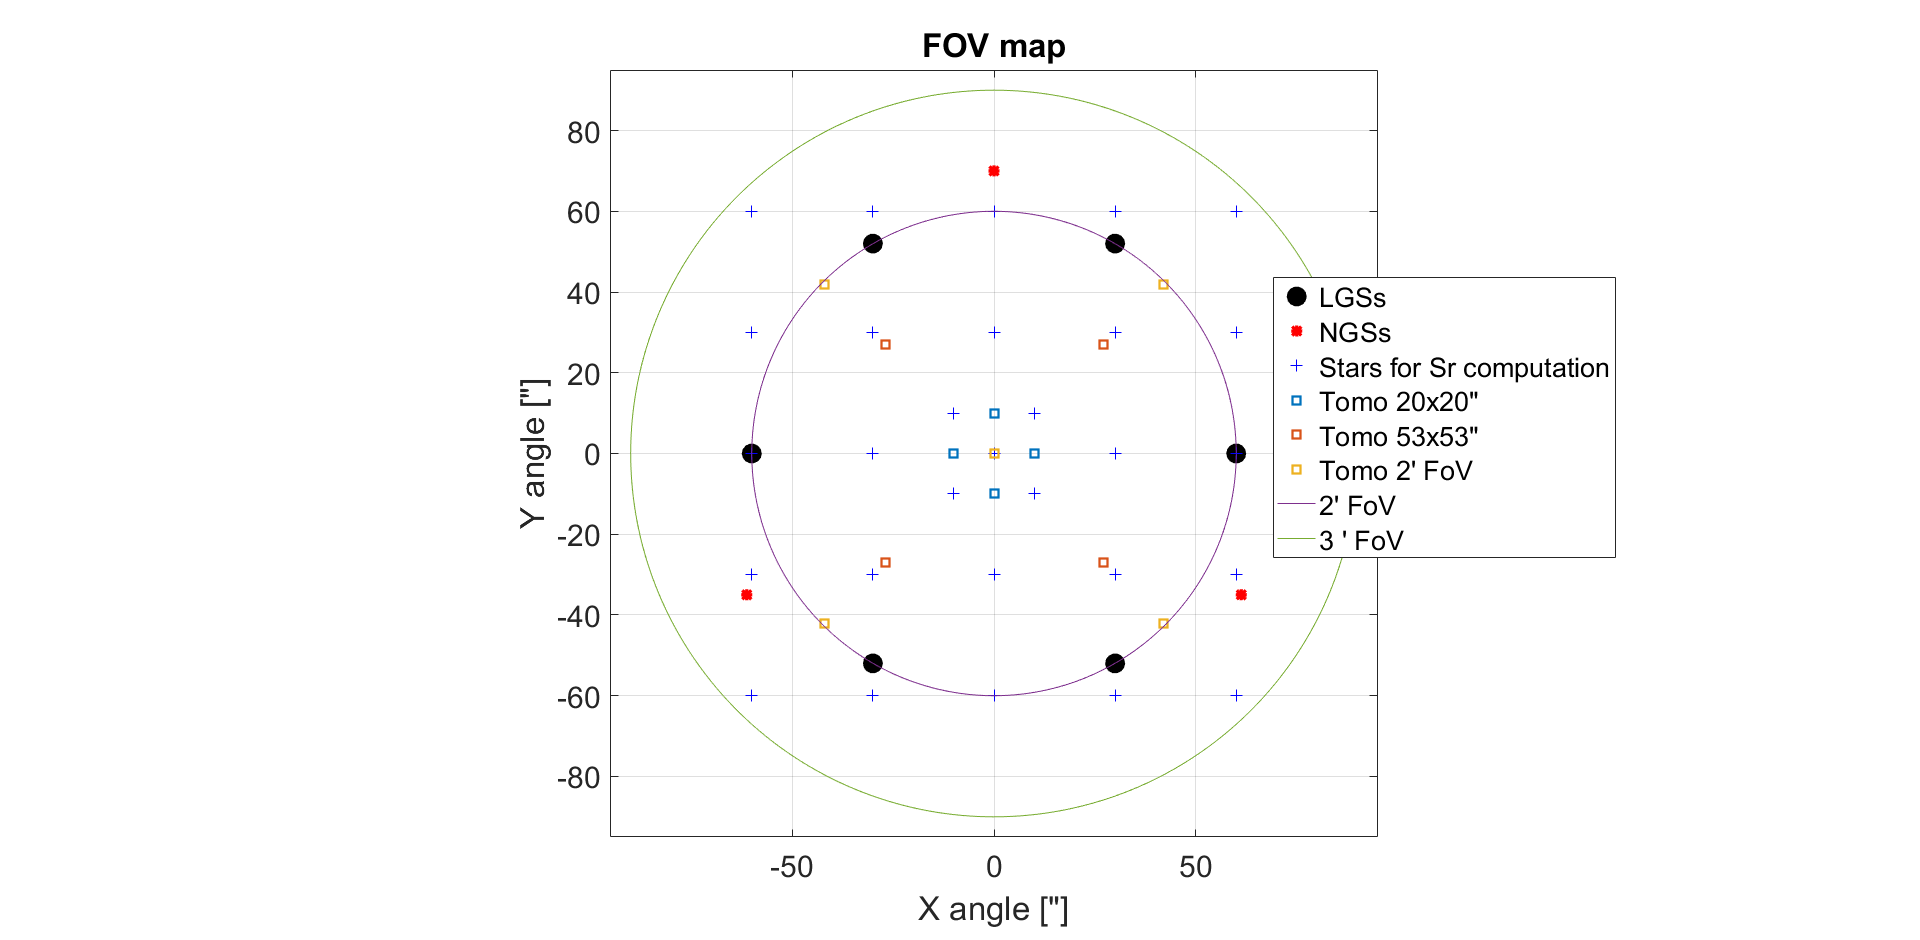 FOV map
80
60
40
20
0
-20
-40
-60
-80
Y angle ["]
-50
0
50
X angle ["]
LGSs
NGSs
Stars for Sr computation
Tomo 20x20"
Tomo 53x53"
Tomo 2' FoV
2' FoV
3 ' FoV